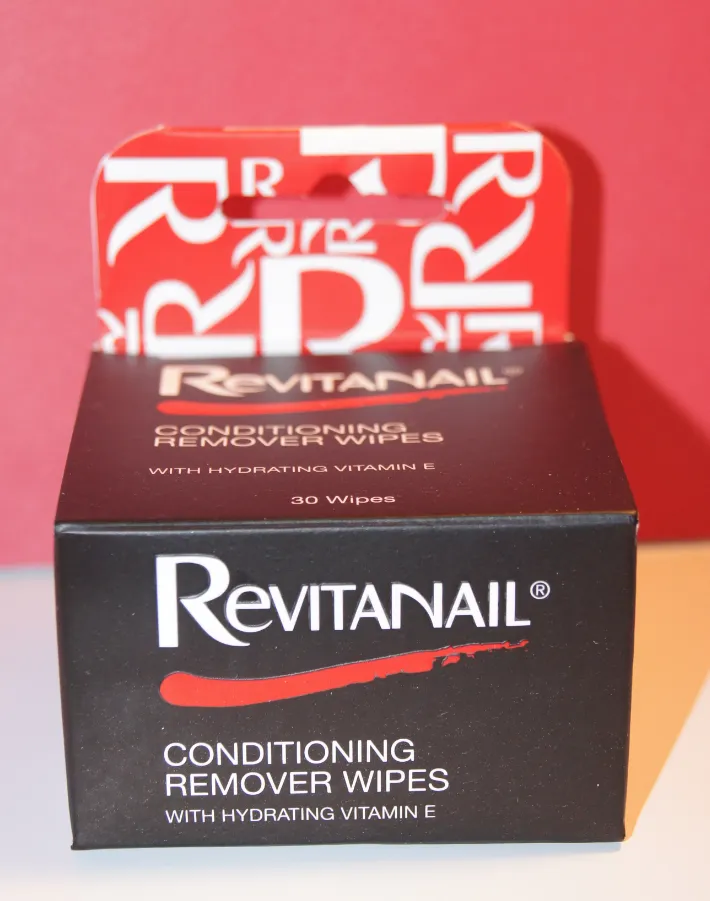 R
R
R
R
R
R
R
R
R
REVITANAIL®
CONDITIONING
REMOVER WIPES
WITH HYDRATING VITAMIN E
30 Wipes
REVITANAIL®
CONDITIONING
REMOVER WIPES
WITH HYDRATING VITAMIN E